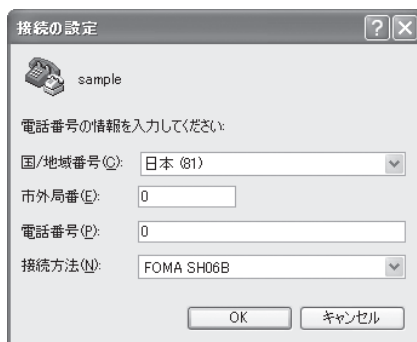 接続の設定
sample
電話番号の情報を入力してください:
国/地域番号(C): 日本 (81)
市外局番(E): 0
電話番号(P): 0
接続方法(N): FOMA SH06B
OK キャンセル